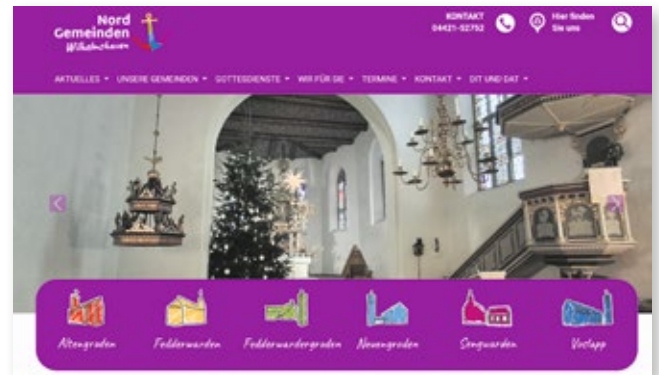 Nord
Gemeinden
Wilhelmshaven
KONTAKT
04421-52752
Hier finden
Sie uns
AKTUELLES UNSERE GEMEINDEN GOTTESDIENSTE WIR FÜR SIE TERMINE KONTAKT DIT UND DAT
Altengroden Fedderwarden Fedderwardergroden Neuengroden Sengwarden Voslapp